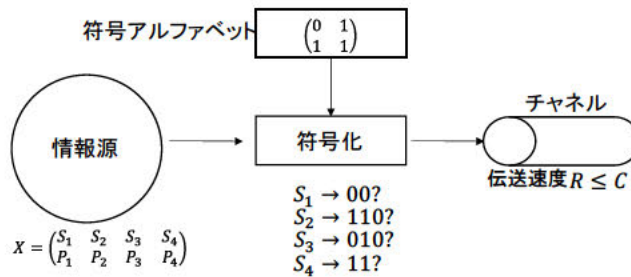 符号アルファベット
(0 1
1 1)
情報源
符号化
チャネル
伝送速度 R ≤ C
S₁ → 00?
S₂ → 110?
S₃ → 010?
S₄ → 11?
X = (S₁ S₂ S₃ S₄
P₁ P₂ P₃ P₄)